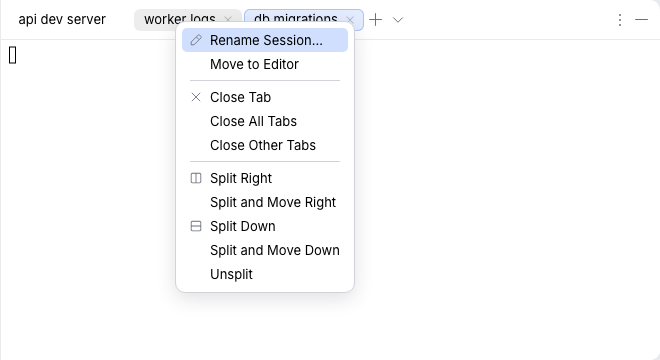 api dev server worker logs db migrations
Rename Session...
Move to Editor
Close Tab
Close All Tabs
Close Other Tabs
Split Right
Split and Move Right
Split Down
Split and Move Down
Unsplit